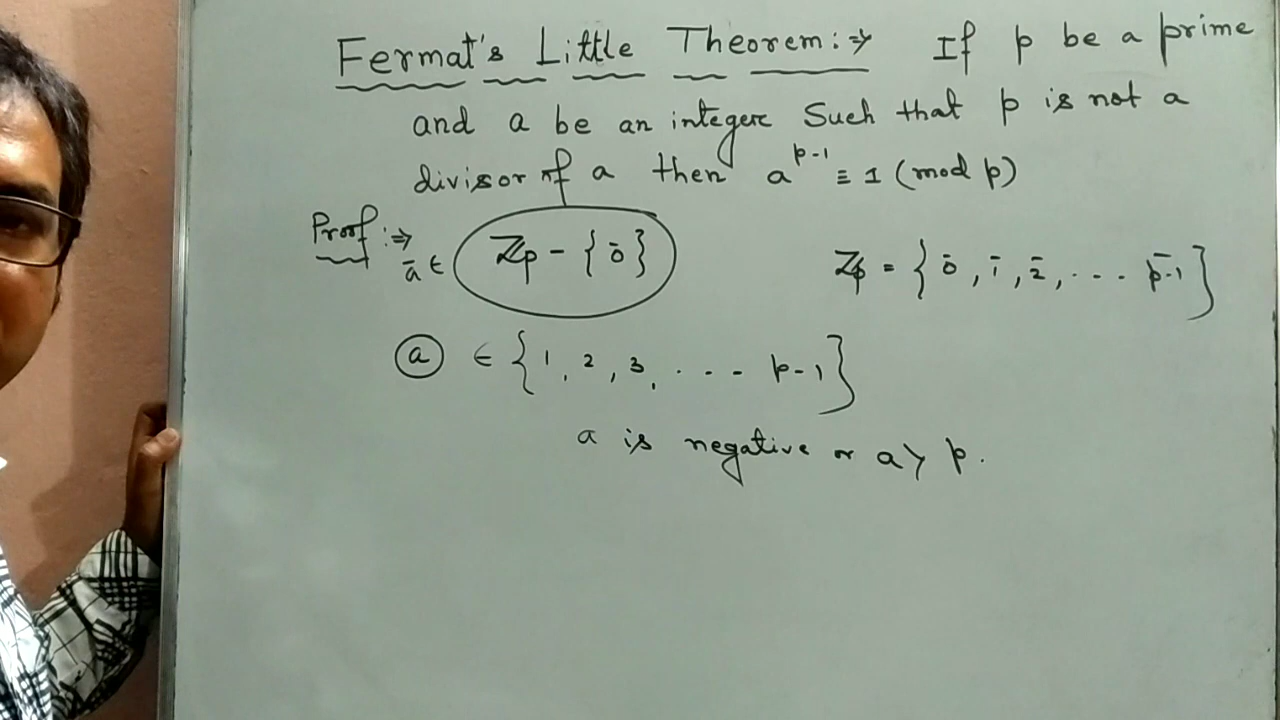 Fermat's Little Theorem :⇒ If p be a prime
and a be an integer Such that p is not a
divisor of a then a^{p-1} ≡ 1 (mod p)
Proof :⇒
ā ∈ Zp - {0̄}
Zp = {0̄, 1̄, 2̄, ... p̄-1̄}
a ∈ {1, 2, 3, ... p-1}
a is negative or a > p.